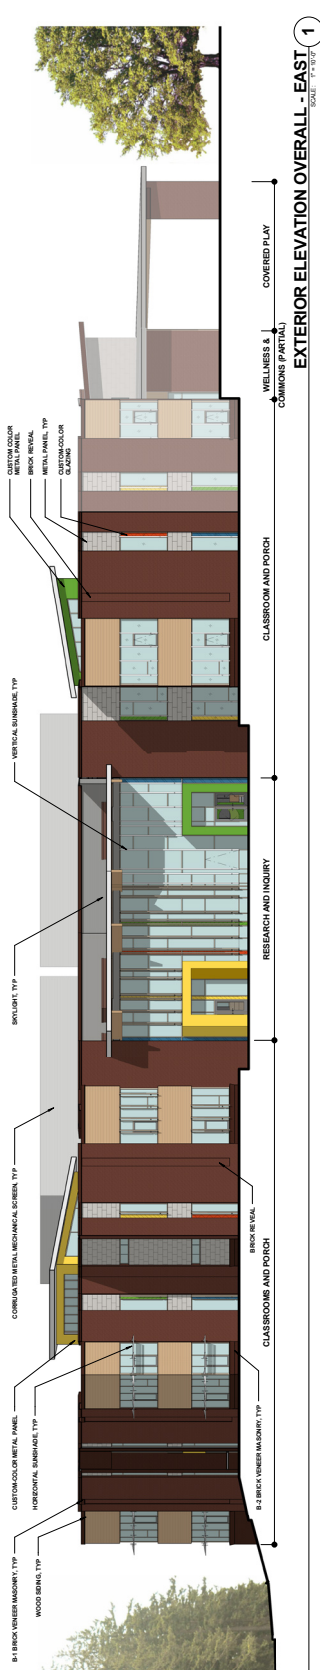 B-1 BRICK VENEER MASONRY, TYP
WOOD SIDING, TYP
CUSTOM-COLOR METAL PANEL
HORIZONTAL SUNSHADE, TYP
CORRUGATED METAL MECHANICAL SCREEN, TYP
SKYLIGHT, TYP
VERTICAL SUNSHADE, TYP
CUSTOM COLOR
METAL PANEL
BRICK REVEAL
METAL PANEL, TYP
CUSTOM-COLOR
GLAZING
B-2 BRICK VENEER MASONRY, TYP
BRICK REVEAL
CLASSROOMS AND PORCH
RESEARCH AND INQUIRY
CLASSROOM AND PORCH
WELLNESS &
COMMONS (PARTIAL)
COVERED PLAY
EXTERIOR ELEVATION OVERALL - EAST
1
SCALE: 1" = 10'-0"